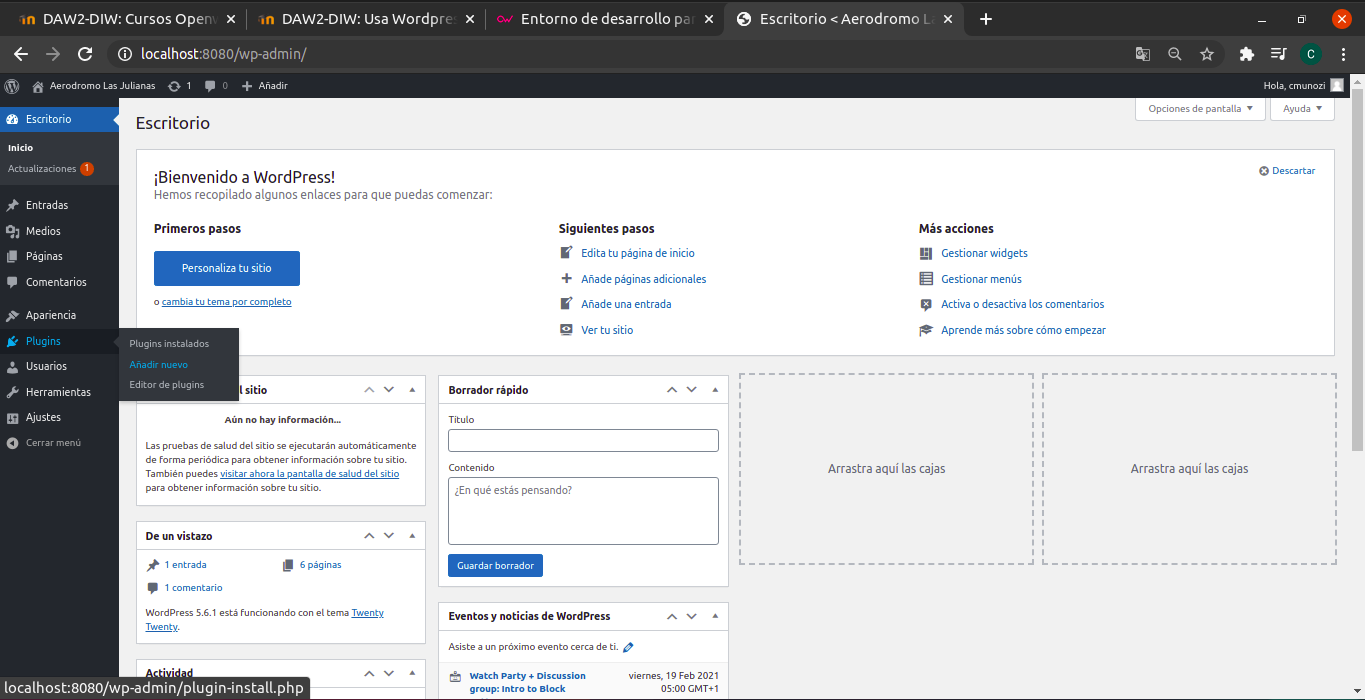 DAW2-DIW: Cursos Openw
DAW2-DIW: Usa Wordpres
Entorno de desarrollo par
Escritorio < Aerodromo La
localhost:8080/wp-admin/
C
Aerodromo Las Julianas
1
0
Añadir
Hola, cmunozi
Escritorio
Inicio
Actualizaciones 1
Entradas
Medios
Páginas
Comentarios
Apariencia
Plugins
Usuarios
Herramientas
Ajustes
Cerrar menú
Plugins instalados
Añadir nuevo
Editor de plugins
Escritorio
Opciones de pantalla
Ayuda
¡Bienvenido a WordPress!
Descartar
Hemos recopilado algunos enlaces para que puedas comenzar:
Primeros pasos
Personaliza tu sitio
o cambia tu tema por completo
Siguientes pasos
Edita tu página de inicio
Añade páginas adicionales
Añade una entrada
Ver tu sitio
Más acciones
Gestionar widgets
Gestionar menús
Activa o desactiva los comentarios
Aprende más sobre cómo empezar
l sitio
Aún no hay información...
Las pruebas de salud del sitio se ejecutarán automáticamente
de forma periódica para obtener información sobre tu sitio.
También puedes visitar ahora la pantalla de salud del sitio
para obtener información sobre tu sitio.
De un vistazo
1 entrada
6 páginas
1 comentario
WordPress 5.6.1 está funcionando con el tema Twenty
Twenty.
Actividad
Borrador rápido
Título
Contenido
¿En qué estás pensando?
Guardar borrador
Eventos y noticias de WordPress
Asiste a un próximo evento cerca de ti.
Watch Party + Discussion
group: Intro to Block
viernes, 19 Feb 2021
05:00 GMT+1
Arrastra aquí las cajas
Arrastra aquí las cajas
localhost:8080/wp-admin/plugin-install.php